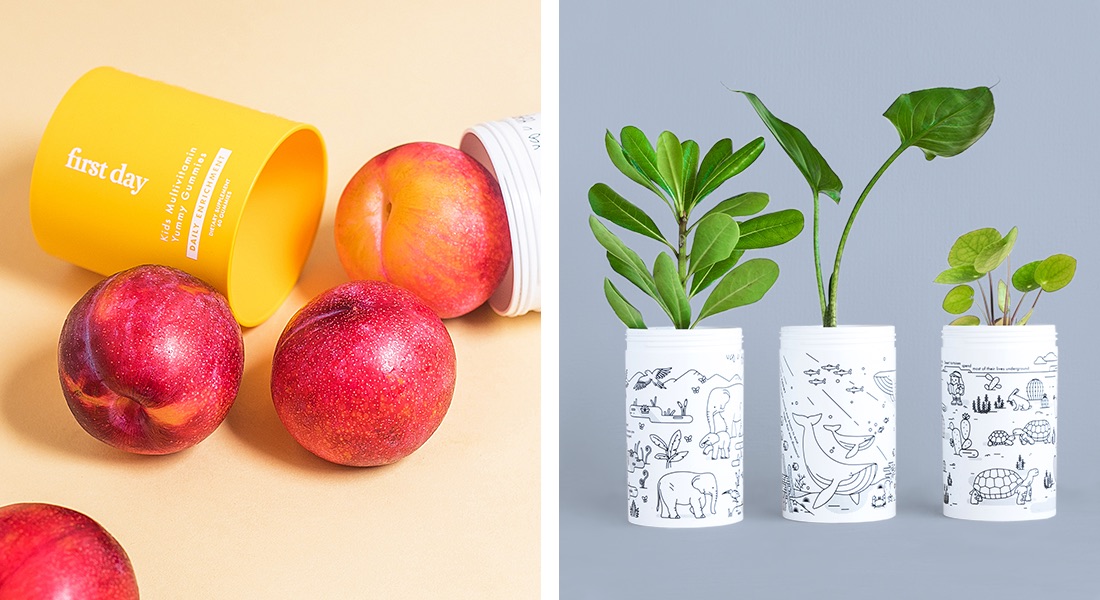 first day
Kids Multivitamin
Yummy Gummies
DAILY ENRICHMENT
DIETARY SUPPLEMENT
60 GUMMIES
most of their lives underground